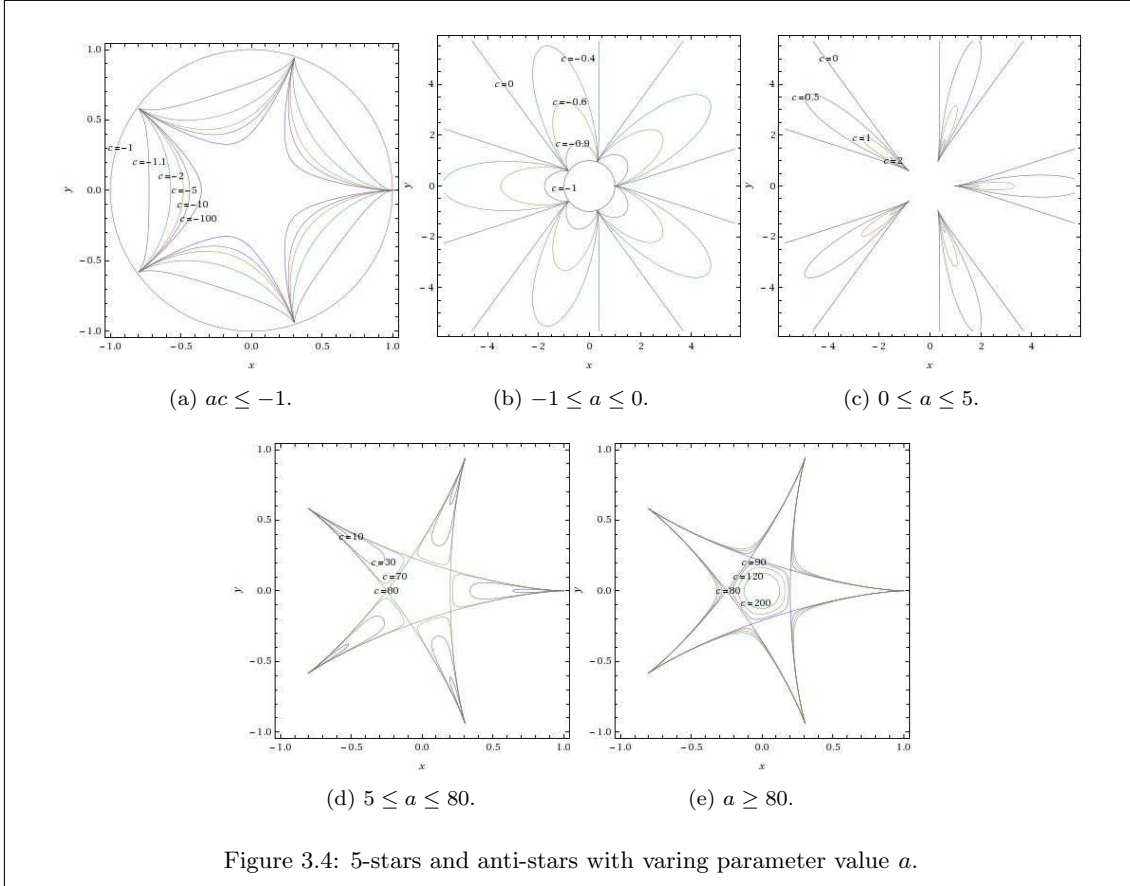 1.0
0.5
0.0
−0.5
−1.0
y
c=−1
c=−1.1
c=−2
c=−5
c=−10
c=−100
−1.0 −0.5 0.0 0.5 1.0
x
4
2
0
−2
−4
y
c=−0.4
c=0
c=−0.6
c=−0.9
c=−1
−4 −2 0 2 4
x
4
2
0
−2
−4
y
c=0
c=0.5
c=1
c=2
−4 −2 0 2 4
x
(a) ac ≤ −1.
(b) −1 ≤ a ≤ 0.
(c) 0 ≤ a ≤ 5.
1.0
0.5
0.0
−0.5
−1.0
y
c=10
c=30
c=70
c=80
−1.0 −0.5 0.0 0.5 1.0
x
1.0
0.5
0.0
−0.5
−1.0
y
c=90
c=120
c=80
c=200
−1.0 −0.5 0.0 0.5 1.0
x
(d) 5 ≤ a ≤ 80.
(e) a ≥ 80.
Figure 3.4: 5-stars and anti-stars with varing parameter value a.